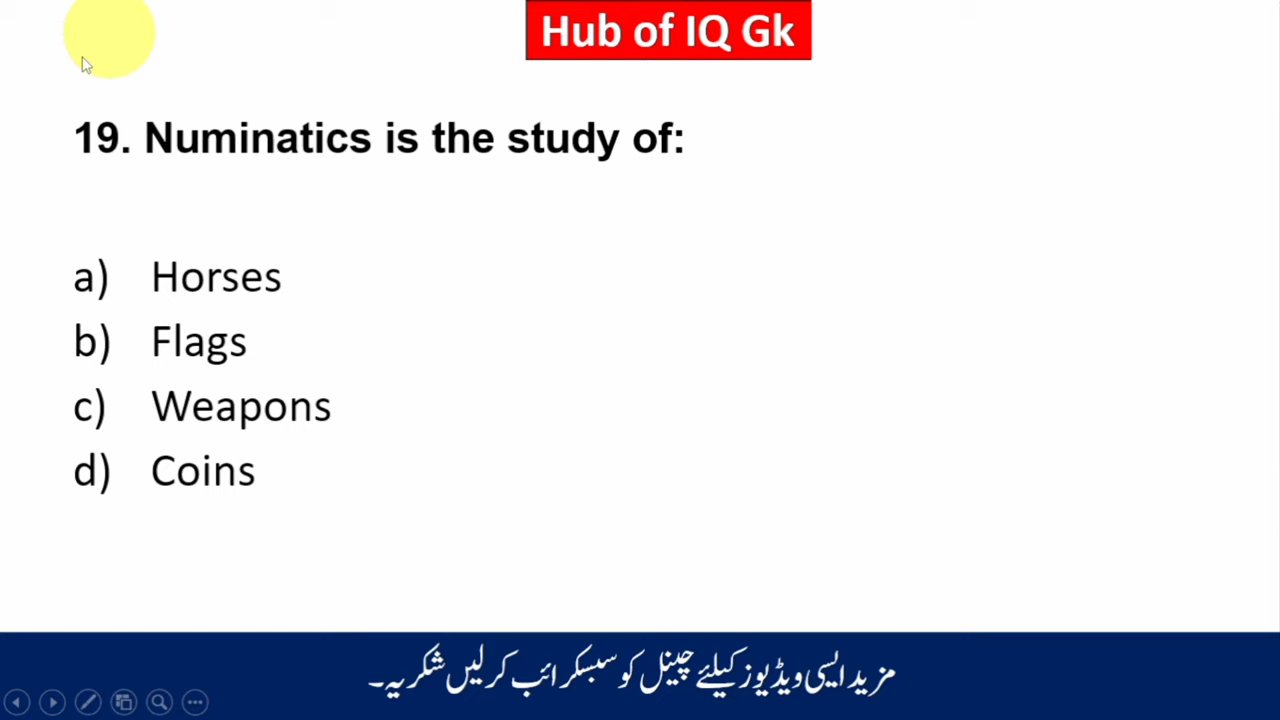 Hub of IQ Gk
19. Numinatics is the study of:
a) Horses
b) Flags
c) Weapons
d) Coins
مزید ایسی ویڈیوز کیلئے چینل کو سبسکرائب کر لیں شکریہ۔